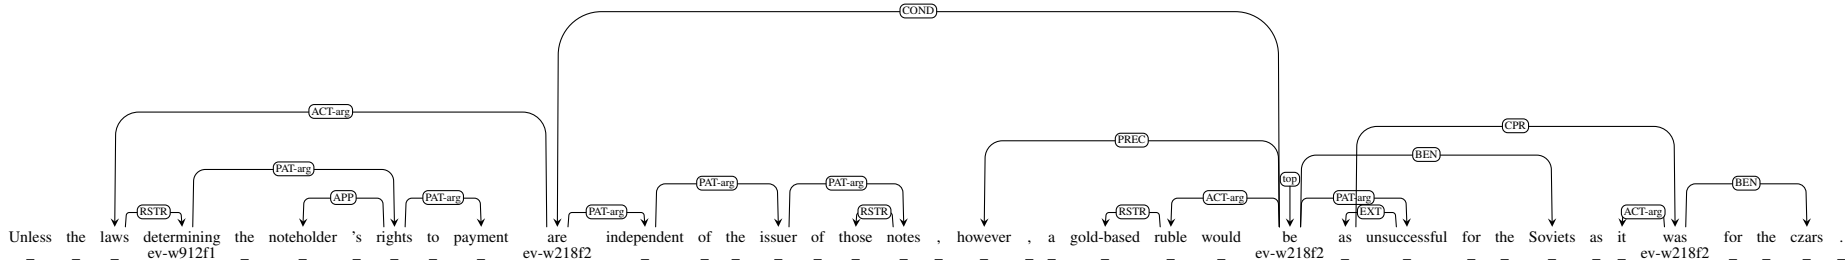 COND
ACT-arg
CPR
PREC
BEN
PAT-arg
top
PAT-arg PAT-arg BEN
APP PAT-arg ACT-arg PAT-arg
RSTR PAT-arg RSTR RSTR EXT ACT-arg
Unless the laws determining the noteholder 's rights to payment are independent of the issuer of those notes , however , a gold-based ruble would be as unsuccessful for the Soviets as it was for the czars .
_ _ _ ev-w912f1 _ _ _ _ _ _ ev-w218f2 _ _ _ _ _ _ _ _ _ _ _ _ _ _ ev-w218f2 _ _ _ _ _ _ _ ev-w218f2 _ _ _ _